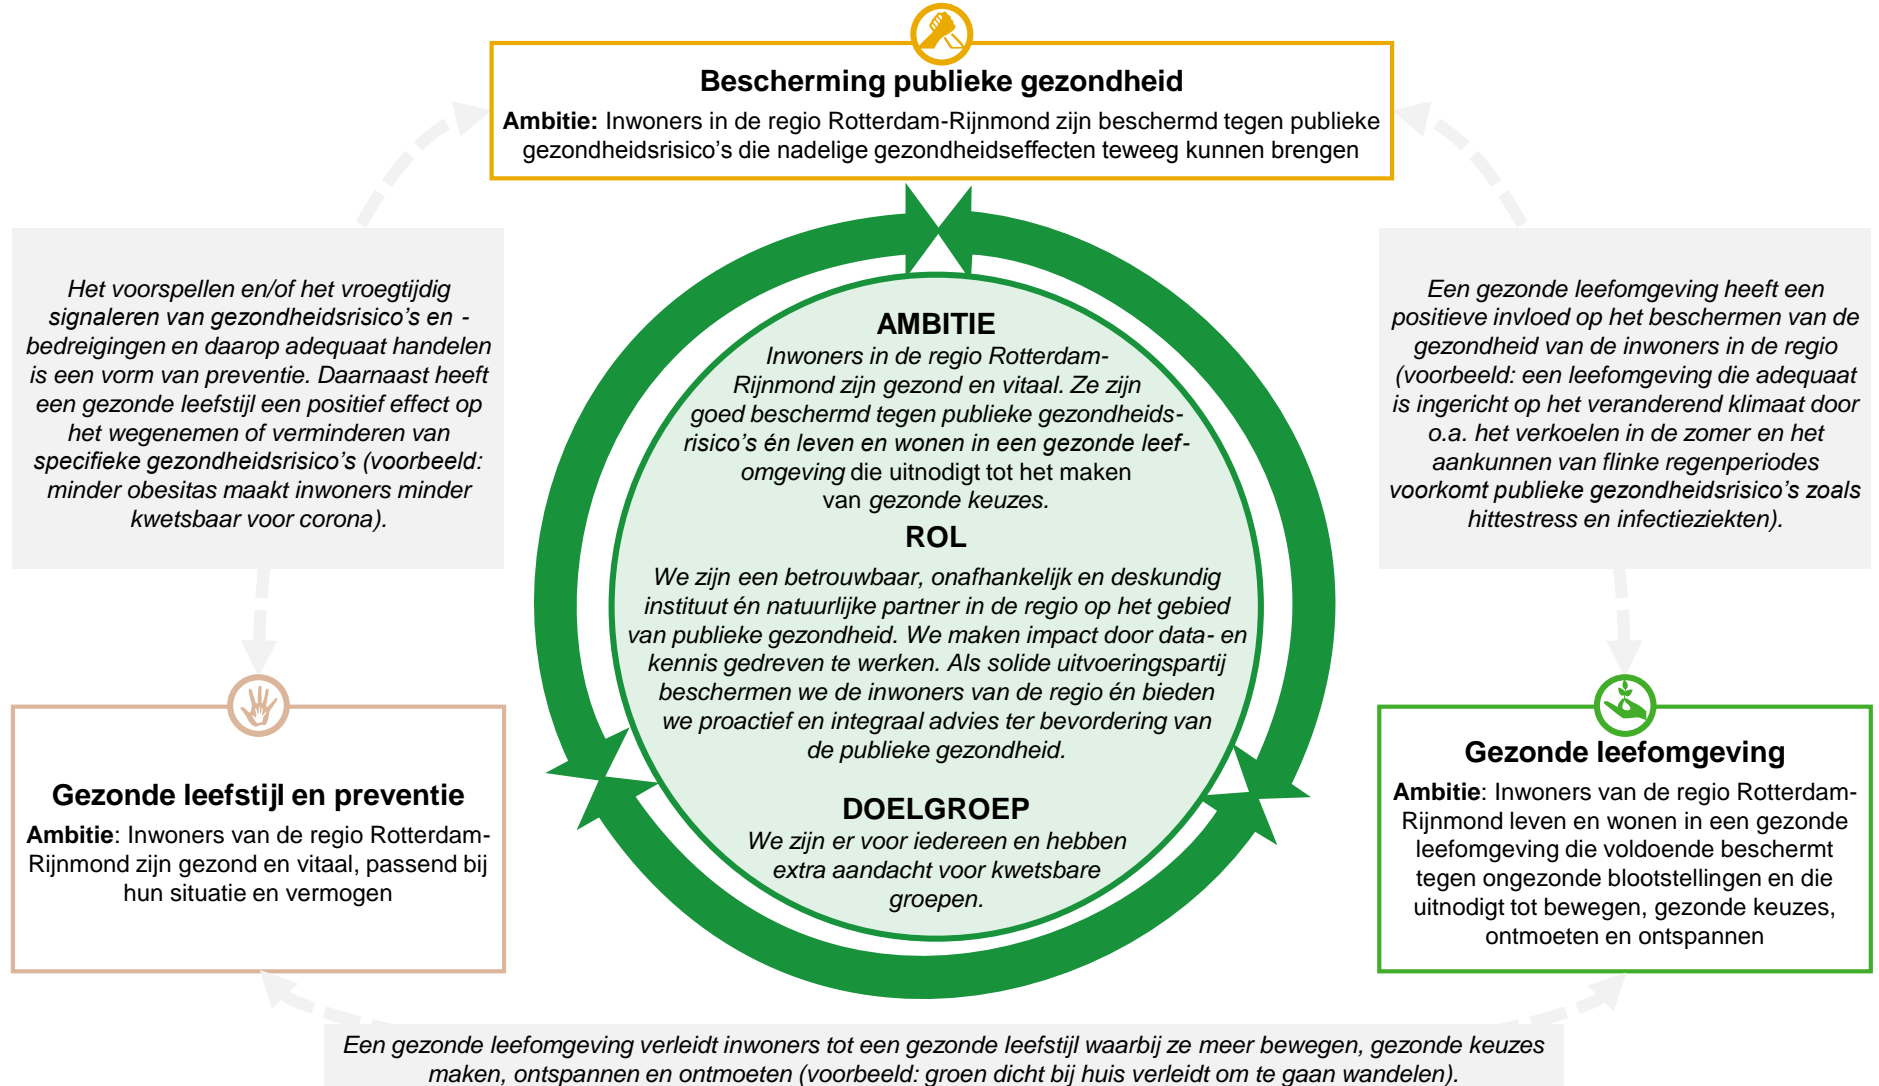 Bescherming publieke gezondheid
Ambitie: Inwoners in de regio Rotterdam-Rijnmond zijn beschermd tegen publieke
gezondheidsrisico's die nadelige gezondheidseffecten teweeg kunnen brengen
Het voorspellen en/of het vroegtijdig
signaleren van gezondheidsrisico's en -
bedreigingen en daarop adequaat handelen
is een vorm van preventie. Daarnaast heeft
een gezonde leefstijl een positief effect op
het wegenemen of verminderen van
specifieke gezondheidsrisico's (voorbeeld:
minder obesitas maakt inwoners minder
kwetsbaar voor corona).
AMBITIE
Inwoners in de regio Rotterdam-
Rijnmond zijn gezond en vitaal. Ze zijn
goed beschermd tegen publieke gezondheids-
risico's én leven en wonen in een gezonde leef-
omgeving die uitnodigt tot het maken
van gezonde keuzes.
ROL
We zijn een betrouwbaar, onafhankelijk en deskundig
instituut én natuurlijke partner in de regio op het gebied
van publieke gezondheid. We maken impact door data- en
kennis gedreven te werken. Als solide uitvoeringspartij
beschermen we de inwoners van de regio én bieden
we proactief en integraal advies ter bevordering van
de publieke gezondheid.
DOELGROEP
We zijn er voor iedereen en hebben
extra aandacht voor kwetsbare
groepen.
Een gezonde leefomgeving heeft een
positieve invloed op het beschermen van de
gezondheid van de inwoners in de regio
(voorbeeld: een leefomgeving die adequaat
is ingericht op het veranderend klimaat door
o.a. het verkoelen in de zomer en het
aankunnen van flinke regenperiodes
voorkomt publieke gezondheidsrisico's zoals
hittestress en infectieziekten).
Gezonde leefstijl en preventie
Ambitie: Inwoners van de regio Rotterdam-
Rijnmond zijn gezond en vitaal, passend bij
hun situatie en vermogen
Gezonde leefomgeving
Ambitie: Inwoners van de regio Rotterdam-
Rijnmond leven en wonen in een gezonde
leefomgeving die voldoende beschermt
tegen ongezonde blootstellingen en die
uitnodigt tot bewegen, gezonde keuzes,
ontmoeten en ontspannen
Een gezonde leefomgeving verleidt inwoners tot een gezonde leefstijl waarbij ze meer bewegen, gezonde keuzes
maken, ontspannen en ontmoeten (voorbeeld: groen dicht bij huis verleidt om te gaan wandelen).